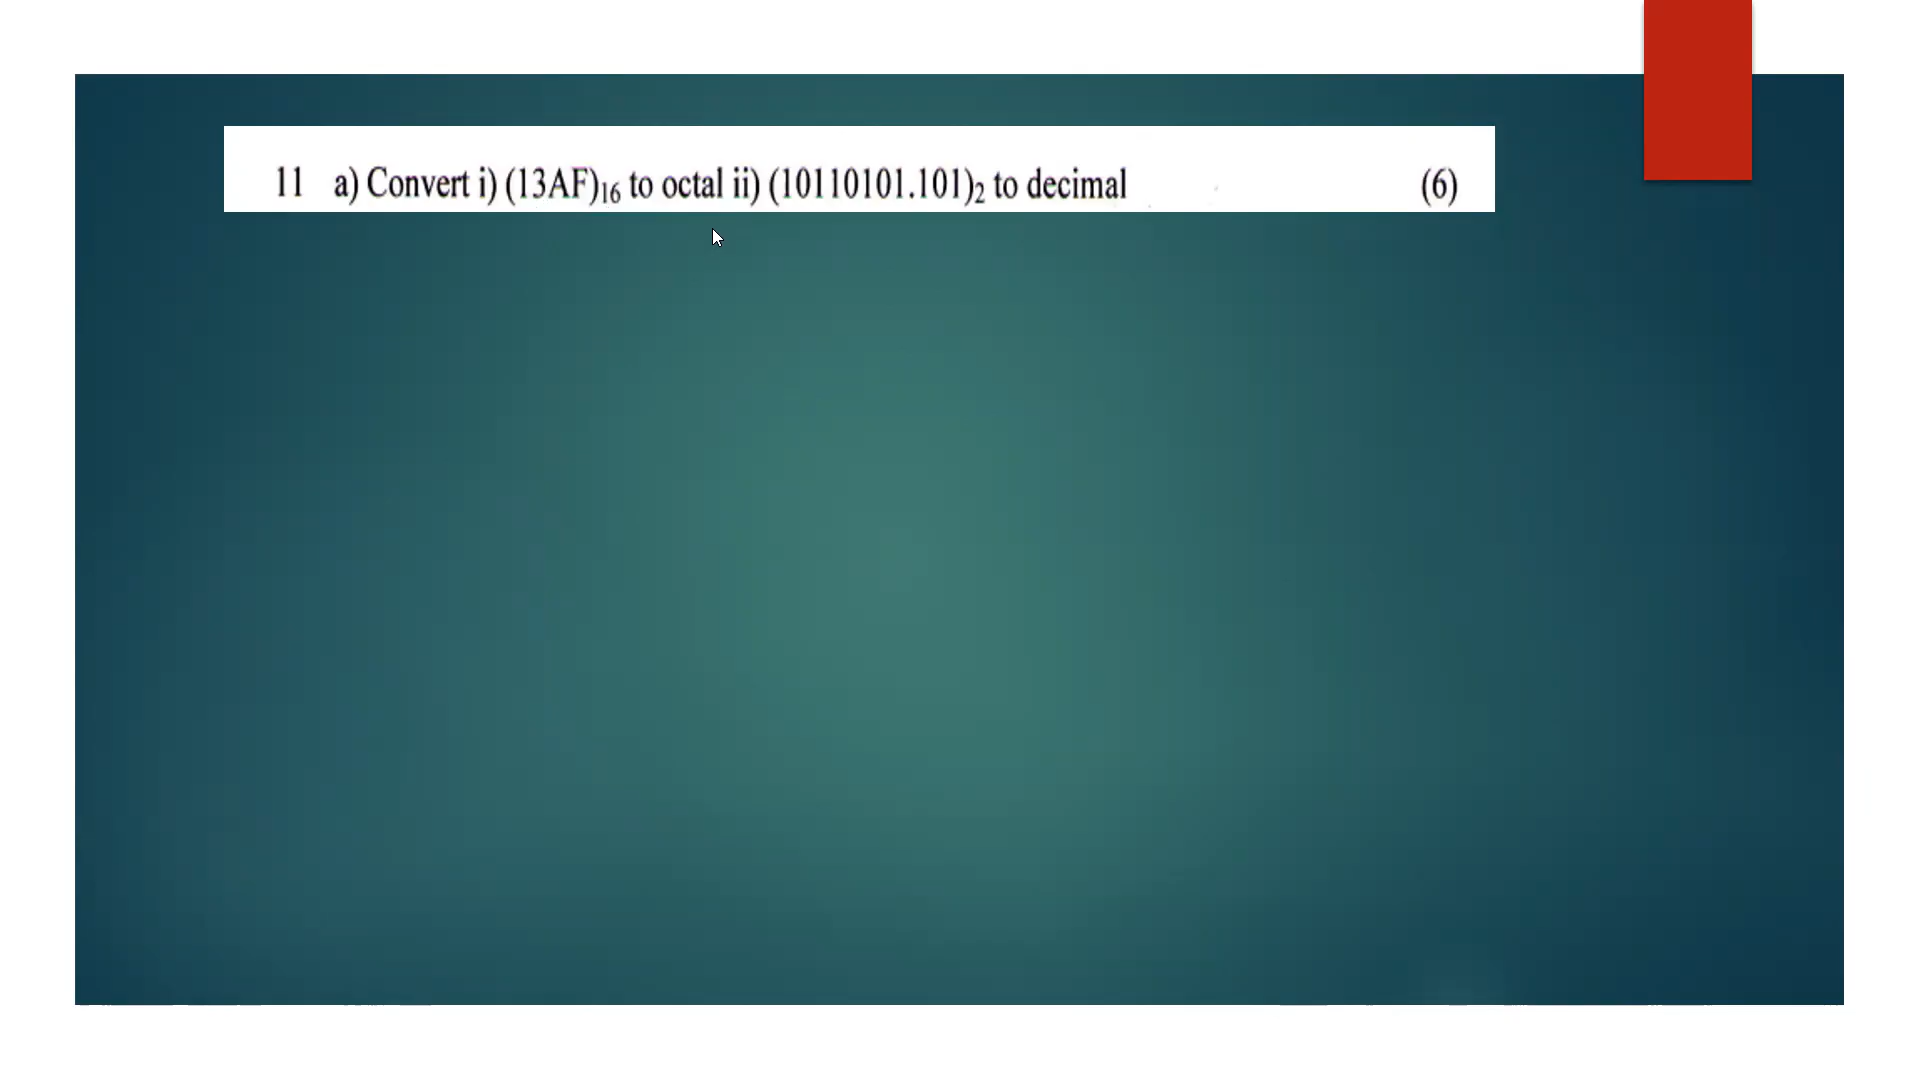 11 a) Convert i) (13AF)₁₆ to octal ii) (10110101.101)₂ to decimal (6)